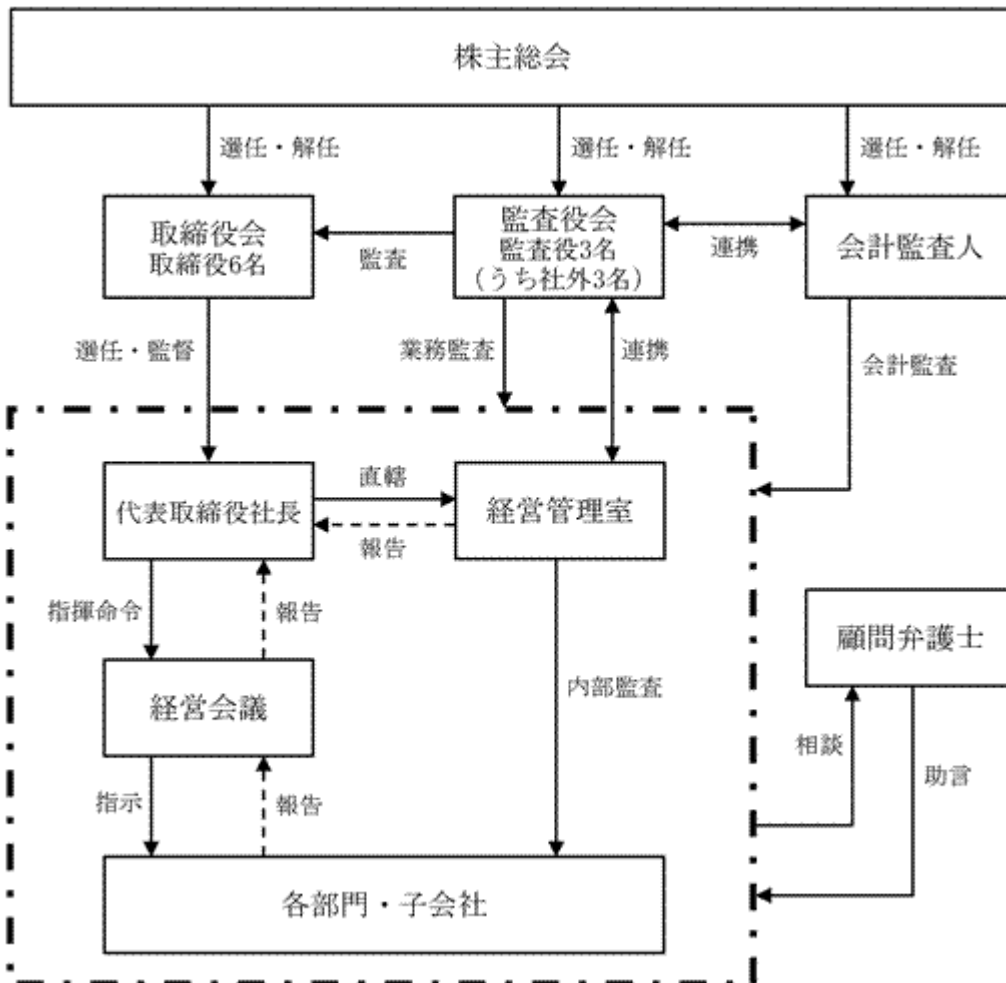 株主総会
選任・解任
選任・解任
選任・解任
取締役会
取締役6名
監査
監査役会
監査役3名
(うち社外3名)
連携
会計監査人
選任・監督
業務監査
連携
会計監査
代表取締役社長
直轄
報告
経営管理室
指揮命令
報告
顧問弁護士
経営会議
内部監査
相談
助言
指示
報告
各部門・子会社